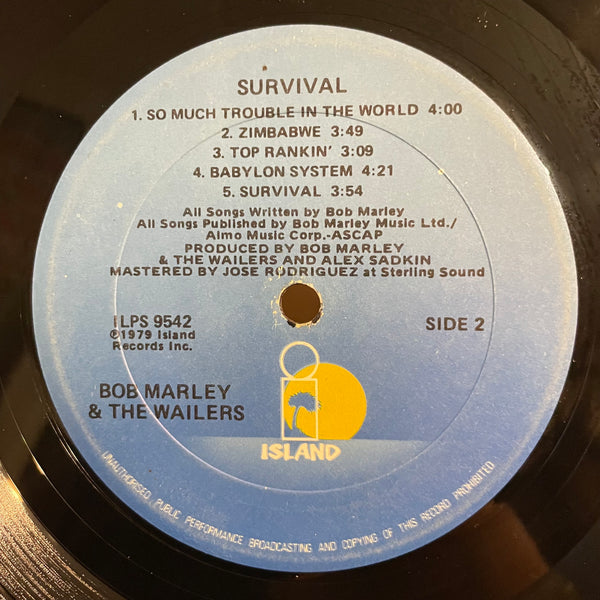 SURVIVAL
1. SO MUCH TROUBLE IN THE WORLD 4:00
2. ZIMBABWE 3:49
3. TOP RANKIN' 3:09
4. BABYLON SYSTEM 4:21
5. SURVIVAL 3:54
All Songs Written by Bob Marley
All Songs Published by Bob Marley Music Ltd./
Almo Music Corp.-ASCAP
PRODUCED BY BOB MARLEY
& THE WAILERS AND ALEX SADKIN
MASTERED BY JOSE RODRIGUEZ at Sterling Sound
ILPS 9542
℗1979 Island
Records Inc.
SIDE 2
BOB MARLEY
& THE WAILERS
ISLAND
UNAUTHORISED PUBLIC PERFORMANCE BROADCASTING AND COPYING OF THIS RECORD PROHIBITED